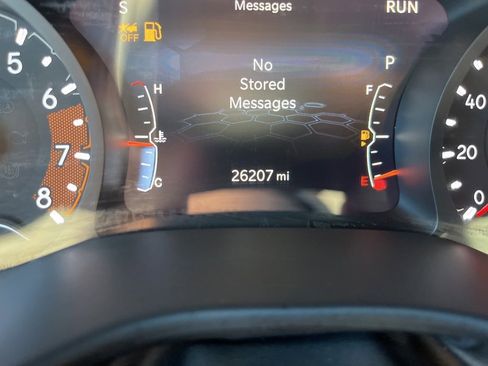 S
Messages
RUN
OFF
No
Stored
Messages
P
H
F
5
6
7
8
C
E
26207 mi
40
20
0